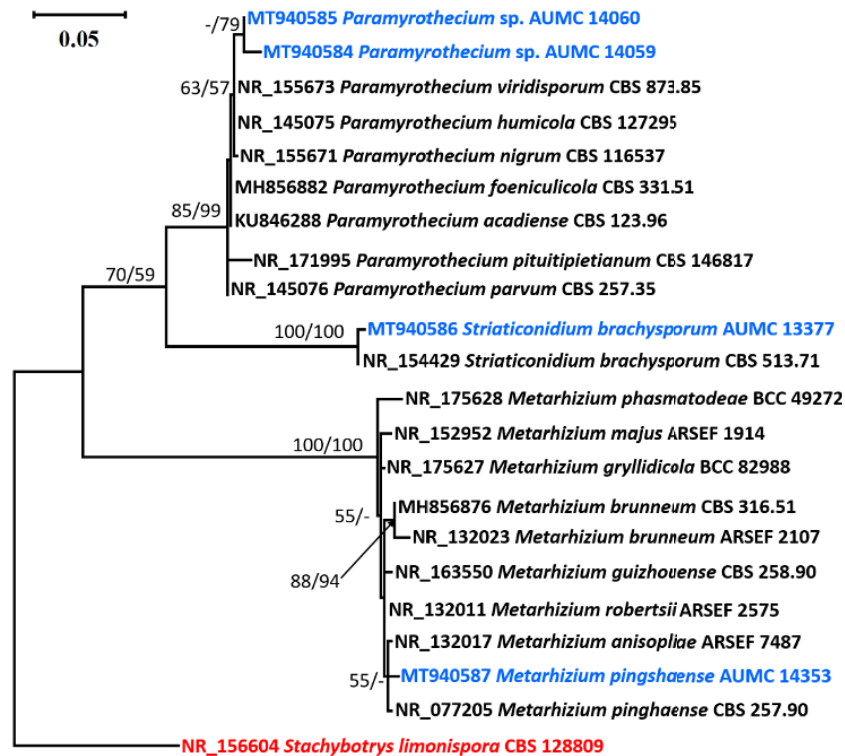 MT940585 Paramyrothecium sp. AUMC 14060
-/79
0.05
MT940584 Paramyrothecium sp. AUMC 14059
63/57
NR_155673 Paramyrothecium viridisporum CBS 873.85
NR_145075 Paramyrothecium humicola CBS 127295
NR_155671 Paramyrothecium nigrum CBS 116537
MH856882 Paramyrothecium foeniculicola CBS 331.51
85/99
KU846288 Paramyrothecium acadiense CBS 123.96
NR_171995 Paramyrothecium pituitipietianum CBS 146817
70/59
NR_145076 Paramyrothecium parvum CBS 257.35
MT940586 Striaticonidium brachysporum AUMC 13377
100/100
NR_154429 Striaticonidium brachysporum CBS 513.71
NR_175628 Metarhizium phasmatodeae BCC 49272
NR_152952 Metarhizium majus ARSEF 1914
100/100
NR_175627 Metarhizium gryllidicola BCC 82988
MH856876 Metarhizium brunneum CBS 316.51
55/-
NR_132023 Metarhizium brunneum ARSEF 2107
NR_163550 Metarhizium guizhouense CBS 258.90
88/94
NR_132011 Metarhizium robertsii ARSEF 2575
NR_132017 Metarhizium anisopliae ARSEF 7487
MT940587 Metarhizium pingshaense AUMC 14353
55/-
NR_077205 Metarhizium pinghaense CBS 257.90
NR_156604 Stachybotrys limonispora CBS 128809